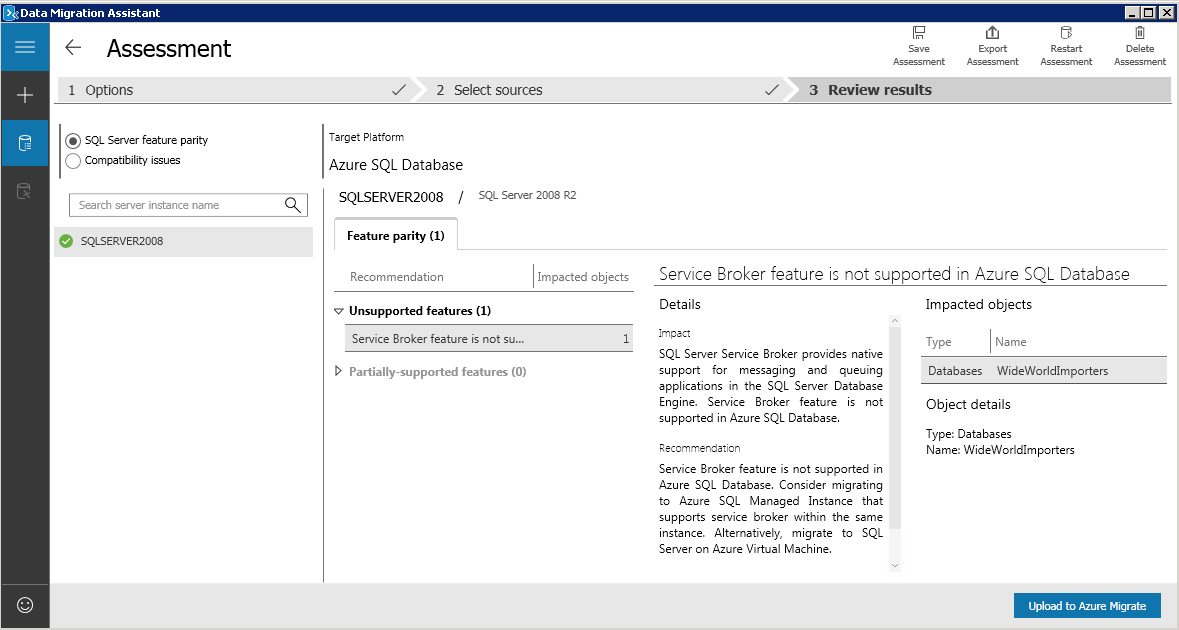 Data Migration Assistant
Assessment
Save Assessment
Export Assessment
Restart Assessment
Delete Assessment
1 Options
2 Select sources
3 Review results
SQL Server feature parity
Compatibility issues
Search server instance name
SQLSERVER2008
Target Platform
Azure SQL Database
SQLSERVER2008 / SQL Server 2008 R2
Feature parity (1)
Recommendation Impacted objects
Unsupported features (1)
Service Broker feature is not su... 1
Partially-supported features (0)
Service Broker feature is not supported in Azure SQL Database
Details
Impact
SQL Server Service Broker provides native
support for messaging and queuing
applications in the SQL Server Database
Engine. Service Broker feature is not
supported in Azure SQL Database.
Recommendation
Service Broker feature is not supported in
Azure SQL Database. Consider migrating
to Azure SQL Managed Instance that
supports service broker within the same
instance. Alternatively, migrate to SQL
Server on Azure Virtual Machine.
Impacted objects
Type Name
Databases WideWorldImporters
Object details
Type: Databases
Name: WideWorldImporters
Upload to Azure Migrate